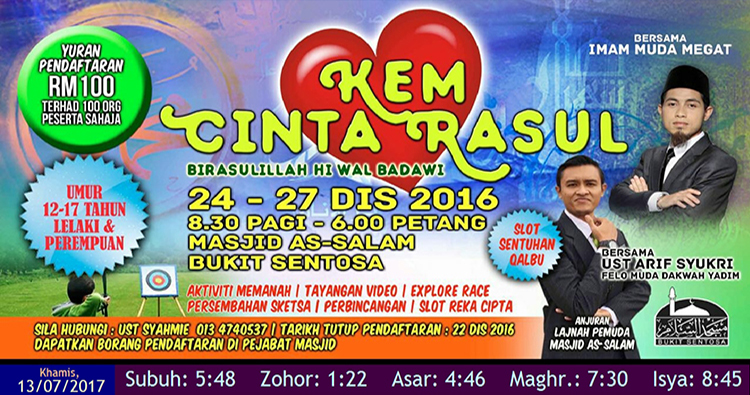 YURAN
PENDAFTARAN
RM100
TERHAD 100 ORG
PESERTA SAHAJA
KEM
CINTA RASUL
BIRASULILLAH HI WAL BADAWI
24 - 27 DIS 2016
8.30 PAGI - 6.00 PETANG
MASJID AS-SALAM
BUKIT SENTOSA
BERSAMA
IMAM MUDA MEGAT
UMUR
12-17 TAHUN
LELAKI &
PEREMPUAN
SLOT
SENTUHAN
QALBU
BERSAMA
UST ARIF SYUKRI
FELO MUDA DAKWAH YADIM
AKTIVITI MEMANAH | TAYANGAN VIDEO | EXPLORE RACE
PERSEMBAHAN SKETSA | PERBINCANGAN | SLOT REKA CIPTA
SILA HUBUNGI : UST SYAHMIE 013 4740537 | TARIKH TUTUP PENDAFTARAN : 22 DIS 2016
DAPATKAN BORANG PENDAFTARAN DI PEJABAT MASJID
ANJURAN
LAJNAH PEMUDA
MASJID AS-SALAM
BUKIT SENTOSA
Khamis,
13/07/2017
Subuh: 5:48
Zohor: 1:22
Asar: 4:46
Maghr.: 7:30
Isya: 8:45